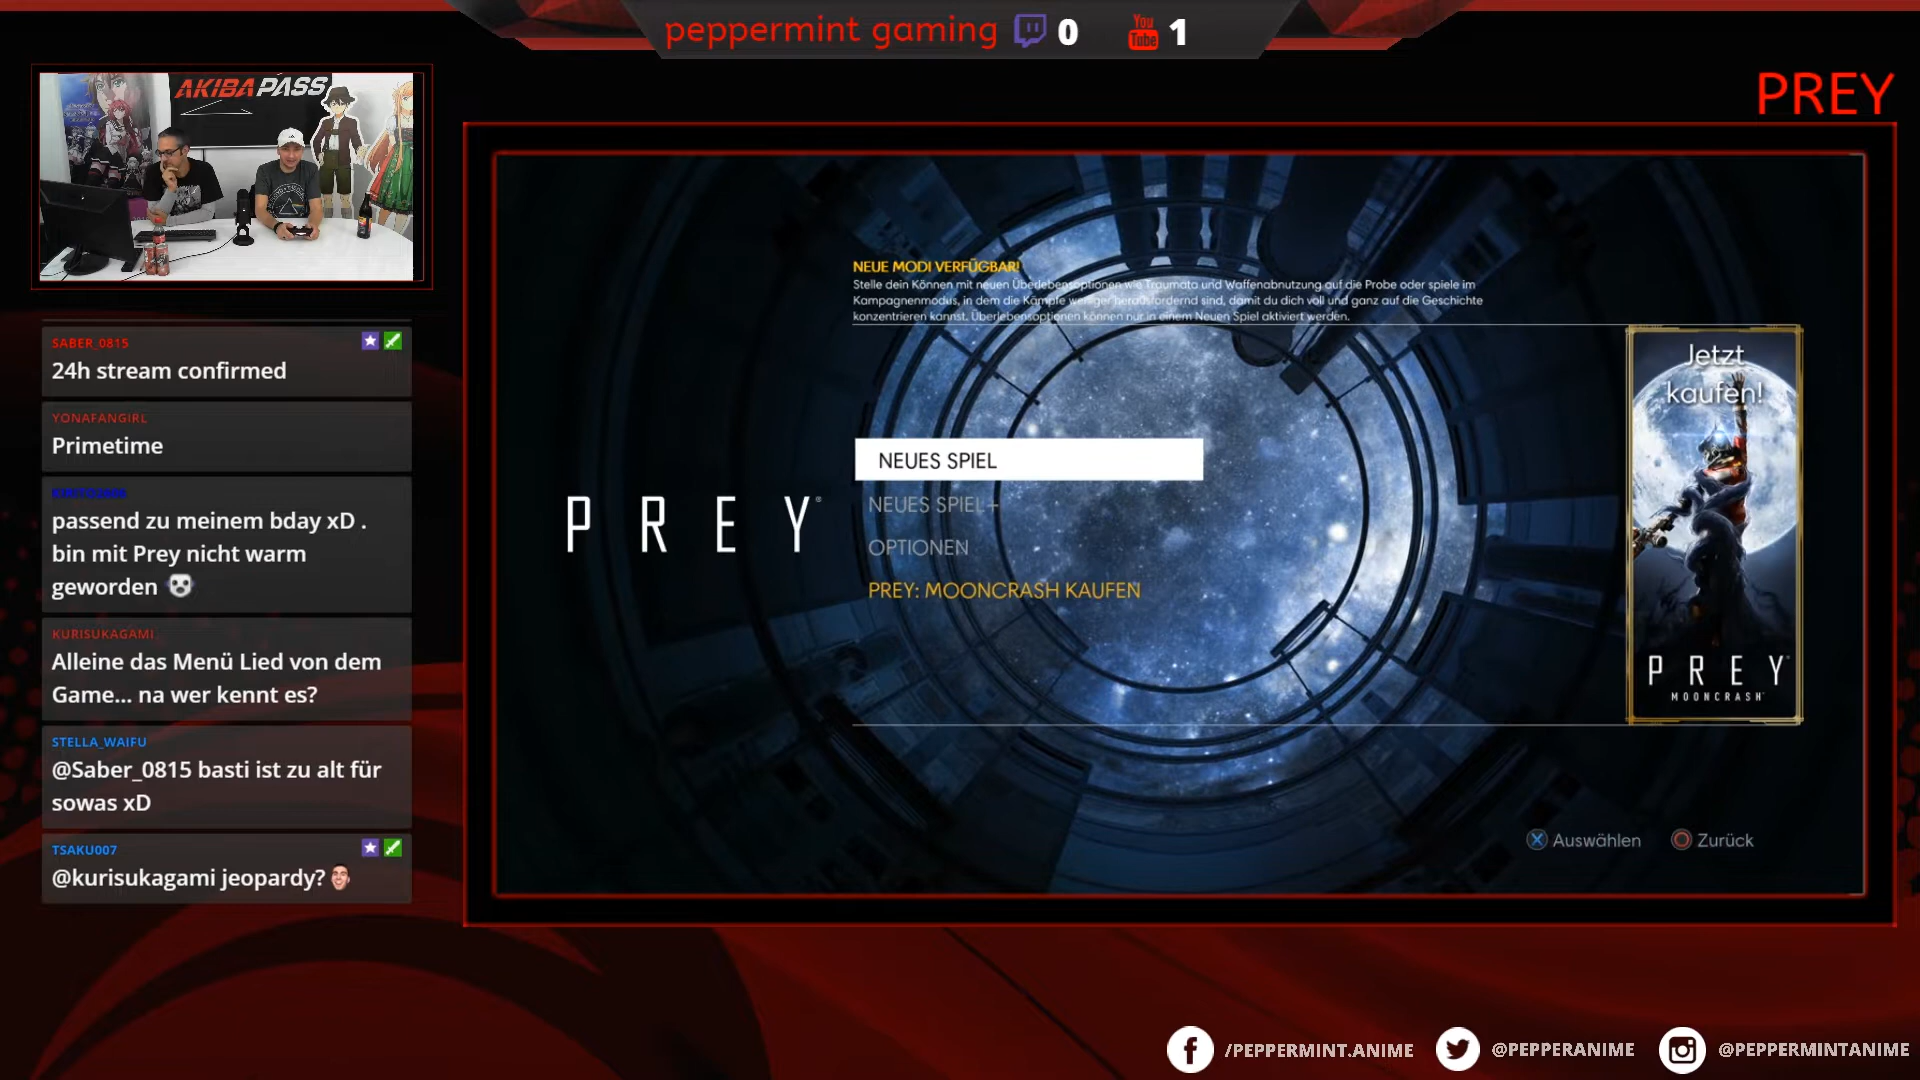 peppermint gaming 0 You Tube 1
AKIBA PASS
PREY
SABER_0815
24h stream confirmed
YONAFANGIRL
Primetime
passend zu meinem bday xD .
bin mit Prey nicht warm
geworden
KURISUKAGAMI
Alleine das Menü Lied von dem
Game... na wer kennt es?
STELLA_WAIFU
@Saber_0815 basti ist zu alt für
sowas xD
TSAKU007
@kurisukagami jeopardy?
NEUE MODI VERFÜGBAR!
Stelle dein Können mit neuen Überlebensoptionen wie Traumata und Waffenabnutzung auf die Probe oder spiele im
Kampagnenmodus, in dem die Kämpfe weniger herausfordernd sind, damit du dich voll und ganz auf die Geschichte
konzentrieren kannst. Überlebensoptionen können nur in einem Neuen Spiel aktiviert werden.
PREY®
NEUES SPIEL
NEUES SPIEL+
OPTIONEN
PREY: MOONCRASH KAUFEN
Jetzt
kaufen!
PREY
MOONCRASH
Auswählen Zurück
/PEPPERMINT.ANIME @PEPPERANIME @PEPPERMINTANIME